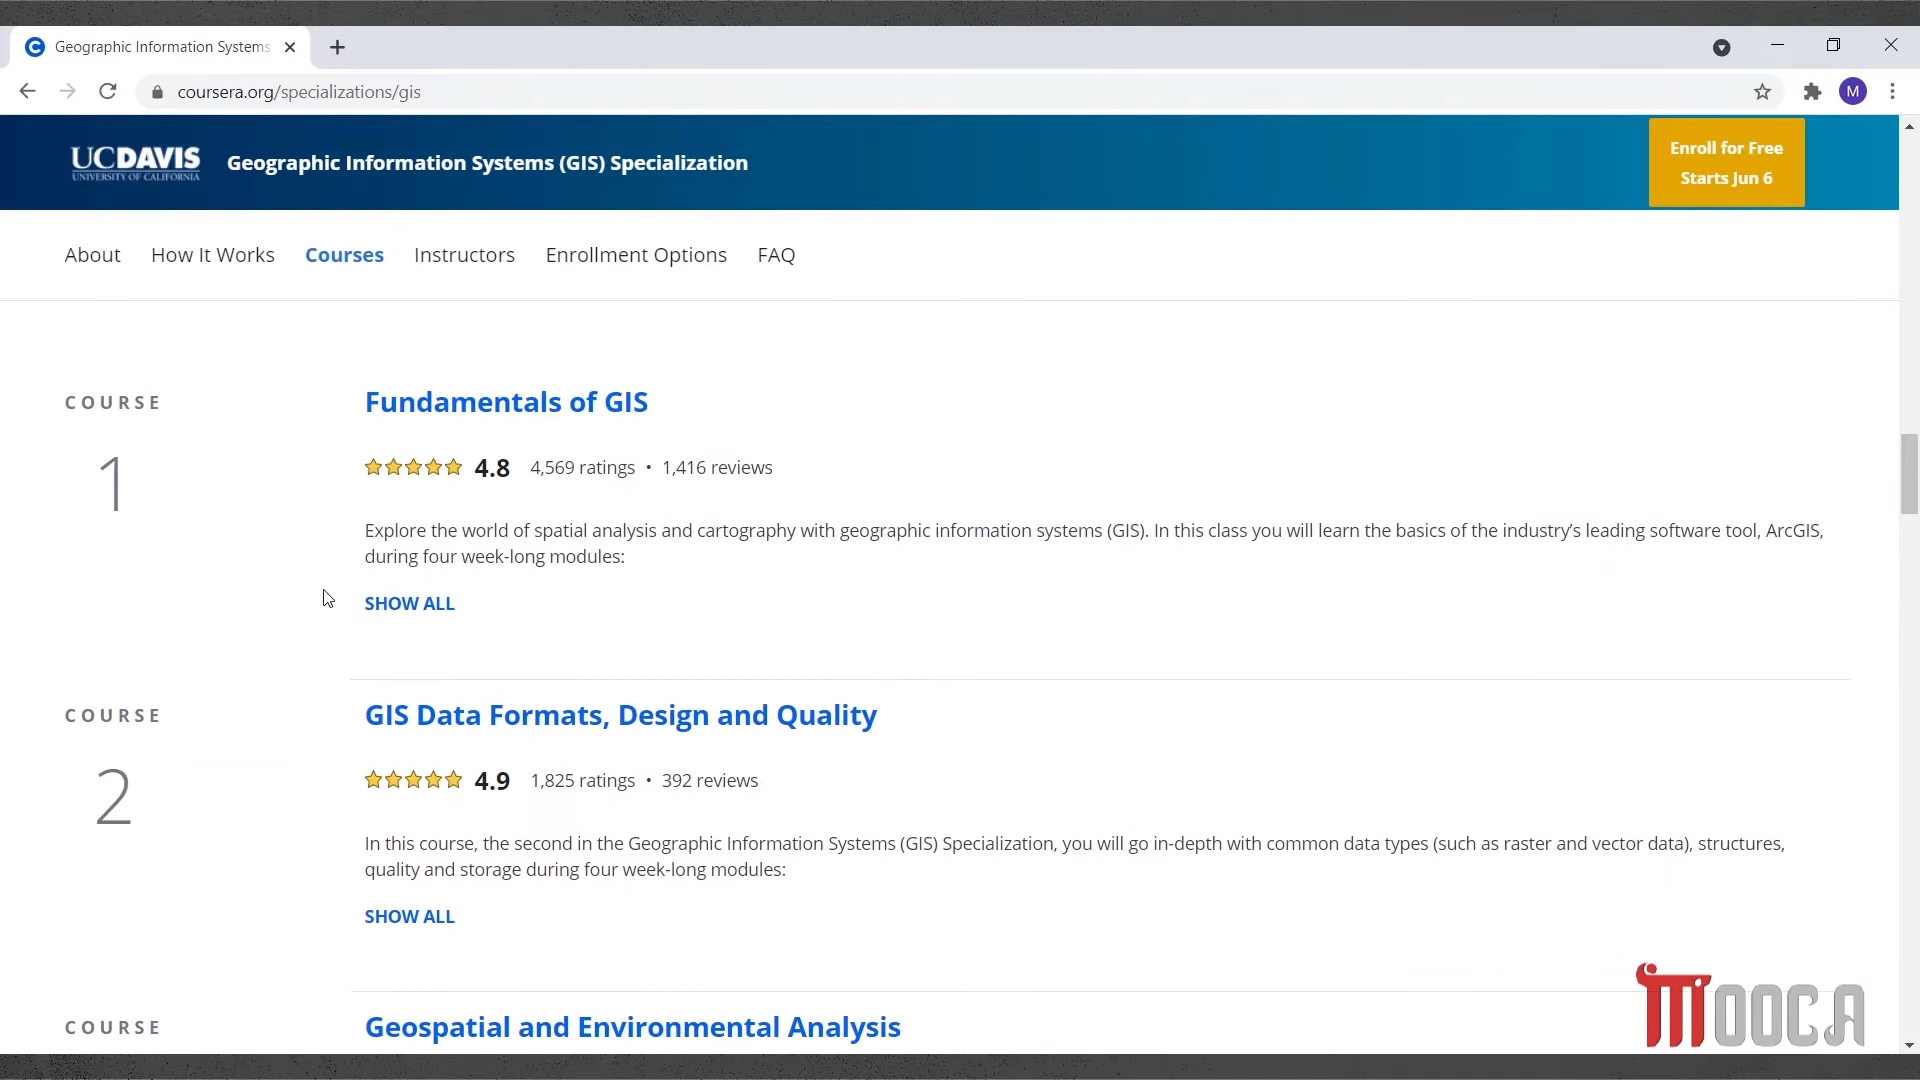 Geographic Information Systems
coursera.org/specializations/gis
M
UCDAVIS
UNIVERSITY OF CALIFORNIA
Geographic Information Systems (GIS) Specialization
Enroll for Free
Starts Jun 6
About How It Works Courses Instructors Enrollment Options FAQ
COURSE
1
Fundamentals of GIS
4.8 4,569 ratings • 1,416 reviews
Explore the world of spatial analysis and cartography with geographic information systems (GIS). In this class you will learn the basics of the industry’s leading software tool, ArcGIS,
during four week-long modules:
SHOW ALL
COURSE
2
GIS Data Formats, Design and Quality
4.9 1,825 ratings • 392 reviews
In this course, the second in the Geographic Information Systems (GIS) Specialization, you will go in-depth with common data types (such as raster and vector data), structures,
quality and storage during four week-long modules:
SHOW ALL
COURSE
Geospatial and Environmental Analysis
MOOCA